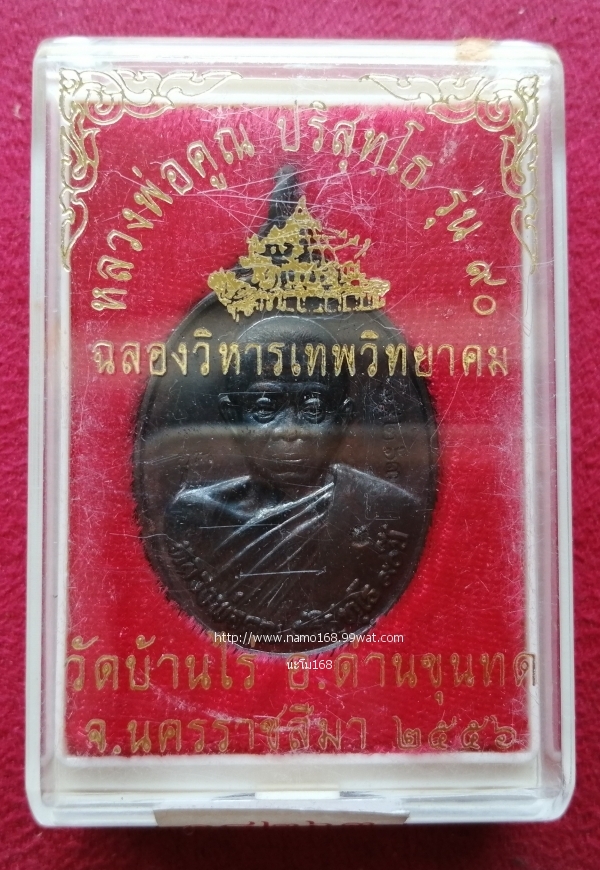 หลวงพ่อคูณ ปริสุทฺโธ รุ่น ๙๐
ฉลองวิหารเทพวิทยาคม
http://www.namo168.99wat.com
นะโม168
วัดบ้านไร่ อ.ด่านขุนทด
จ.นครราชสีมา ๒๕๕๖